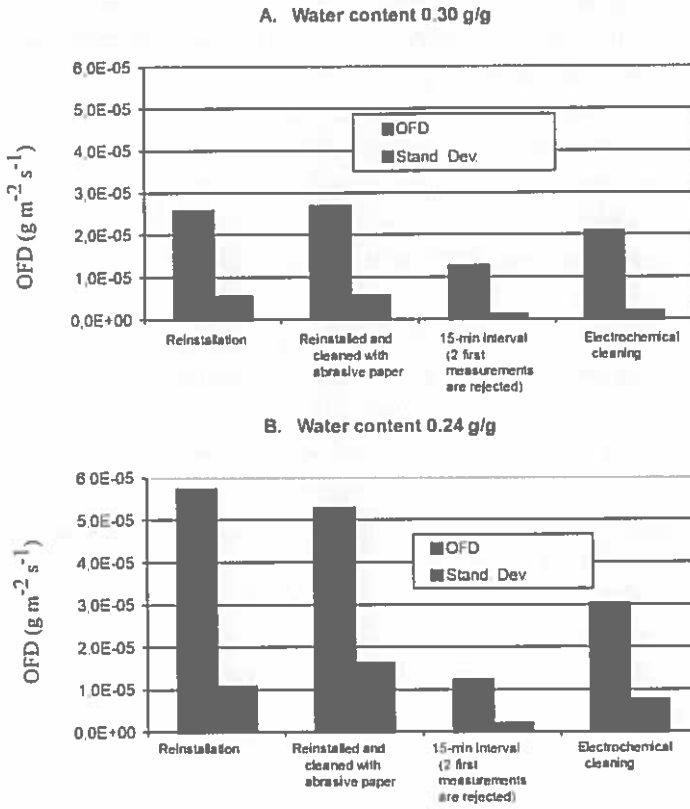 A. Water content 0.30 g/g
6,0E-05
5,0E-05
4,0E-05
3,0E-05
2,0E-05
1,0E-05
0,0E+00
OFD (g m⁻² s⁻¹)
OFD
Stand. Dev.
Reinstallation
Reinstalled and
cleaned with
abrasive paper
15-min Interval
(2 first
measurements
are rejected)
Electrochemical
cleaning
B. Water content 0.24 g/g
6 0E-05
5,0E-05
4,0E-05
3,0E-05
2,0E-05
1,0E-05
0,0E+00
OFD (g m⁻² s⁻¹)
OFD
Stand. Dev
Reinstallation
Reinstalled and
cleaned with
abrasive paper
15-min Interval
(2 first
measurements
are rejected)
Electrochemical
cleaning